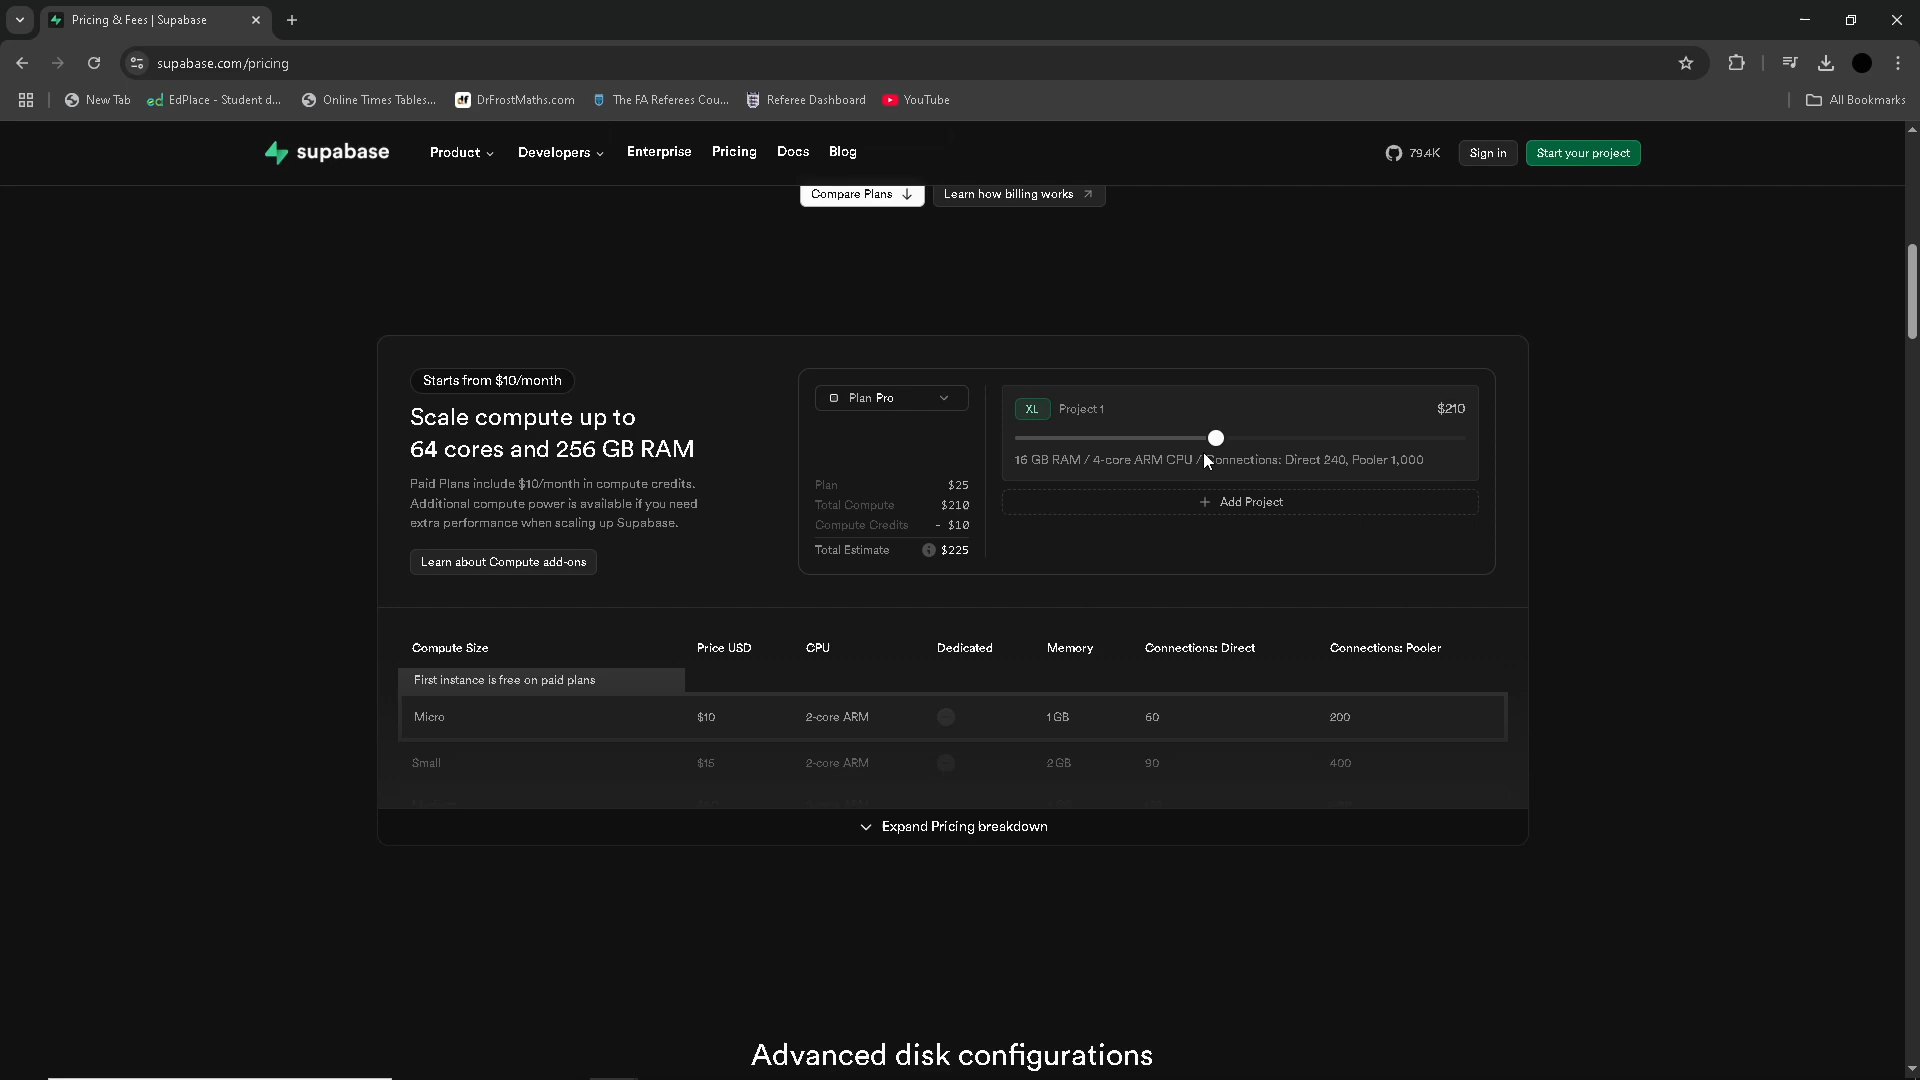 Pricing & Fees | Supabase
supabase.com/pricing
New Tab
EdPlace - Student d...
Online Times Tables...
DrFrostMaths.com
The FA Referees Cou...
Referee Dashboard
YouTube
All Bookmarks
supabase
Product
Developers
Enterprise
Pricing
Docs
Blog
79.4K
Sign in
Start your project
Compare Plans
Learn how billing works
Starts from $10/month
Scale compute up to
64 cores and 256 GB RAM
Paid Plans include $10/month in compute credits.
Additional compute power is available if you need
extra performance when scaling up Supabase.
Learn about Compute add-ons
Plan Pro
Plan $25
Total Compute $210
Compute Credits - $10
Total Estimate $225
XL Project 1 $210
16 GB RAM / 4-core ARM CPU / Connections: Direct 240, Pooler 1,000
+ Add Project
Compute Size Price USD CPU Dedicated Memory Connections: Direct Connections: Pooler
First instance is free on paid plans
Micro $10 2-core ARM 1 GB 60 200
Small $15 2-core ARM 2 GB 90 400
Expand Pricing breakdown
Advanced disk configurations